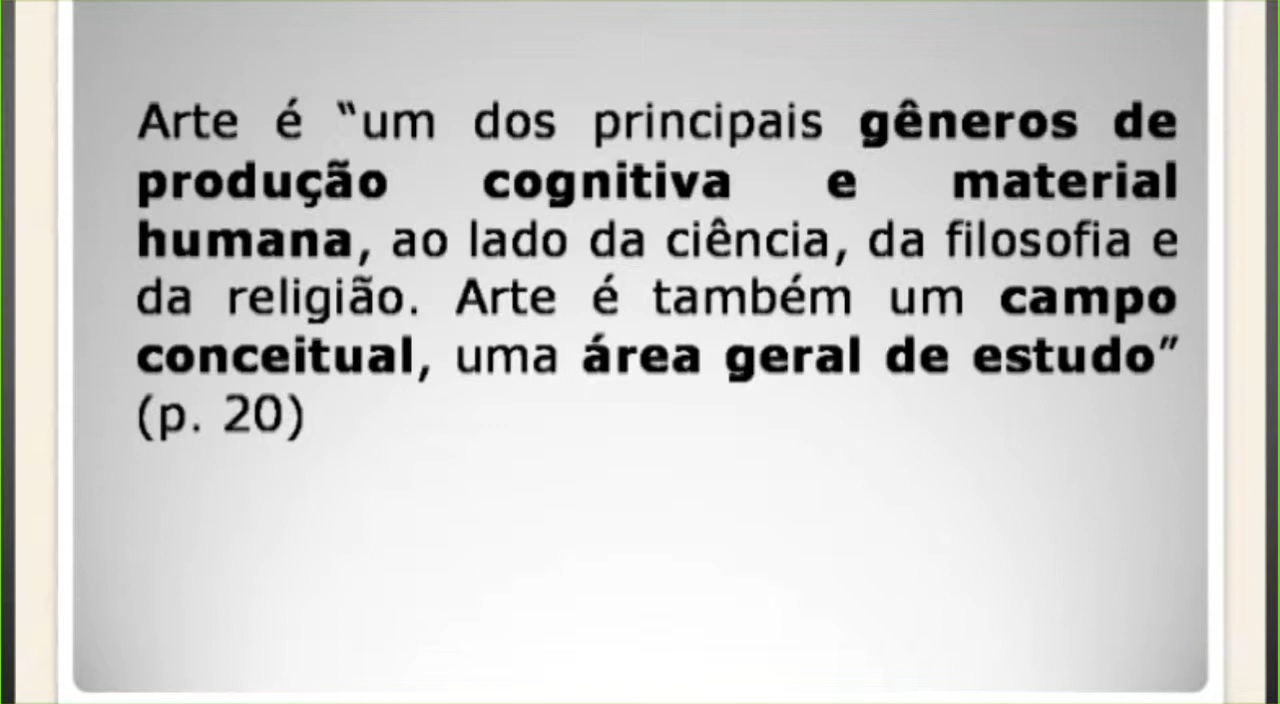 Arte é “um dos principais gêneros de
produção cognitiva e material
humana, ao lado da ciência, da filosofia e
da religião. Arte é também um campo
conceitual, uma área geral de estudo”
(p. 20)